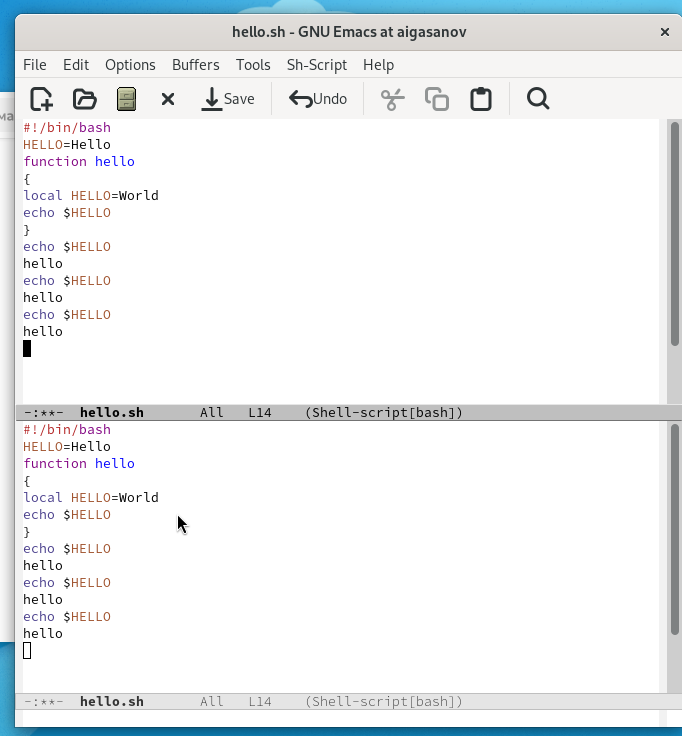 hello.sh - GNU Emacs at aigasanov
File Edit Options Buffers Tools Sh-Script Help
Save Undo
#!/bin/bash
HELLO=Hello
function hello
{
local HELLO=World
echo $HELLO
}
echo $HELLO
hello
echo $HELLO
hello
echo $HELLO
hello
-:**- hello.sh All L14 (Shell-script[bash])
#!/bin/bash
HELLO=Hello
function hello
{
local HELLO=World
echo $HELLO
}
echo $HELLO
hello
echo $HELLO
hello
echo $HELLO
hello
-:**- hello.sh All L14 (Shell-script[bash])